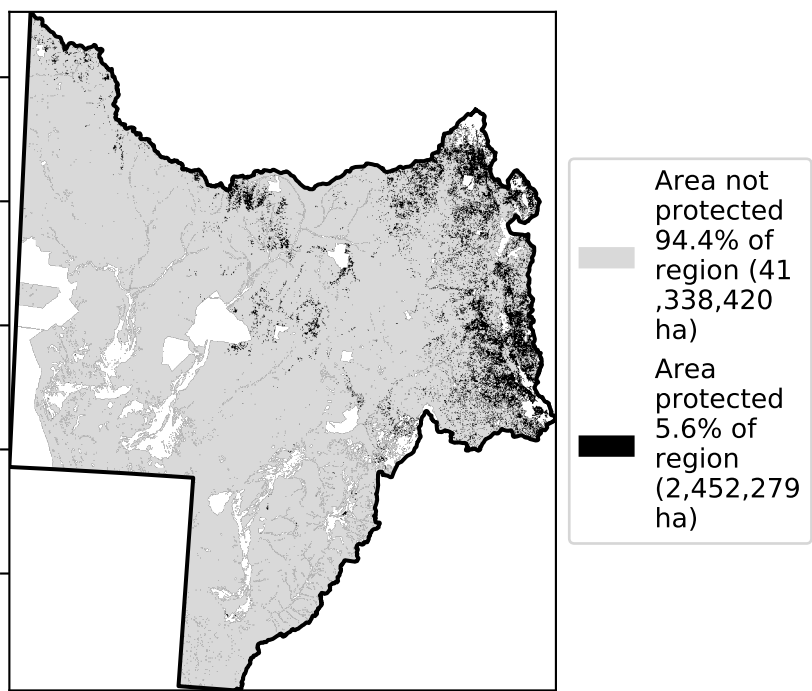 Area not
protected
94.4% of
region (41
,338,420
ha)
Area
protected
5.6% of
region
(2,452,279
ha)